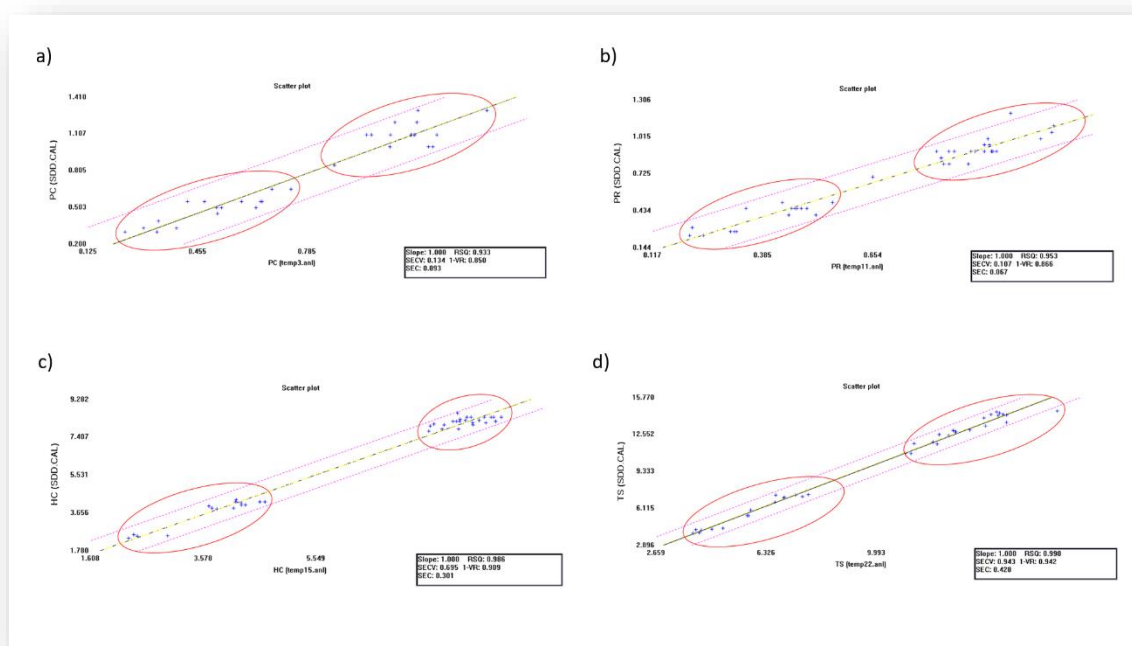 a)
Scatter plot
PC (SDD.CAL)
1.410
1.107
0.805
0.503
0.200
0.125 0.455 0.785
PC (temp3.anl)
Slope: 1.000 RSQ: 0.933
SECV: 0.134 1-VR: 0.850
SEC: 0.093
b)
Scatter plot
PR (SDD.CAL)
1.306
1.015
0.725
0.434
0.144
0.117 0.385 0.654
PR (temp11.anl)
Slope: 1.000 RSQ: 0.953
SECV: 0.107 1-VR: 0.866
SEC: 0.067
c)
Scatter plot
HC (SDD.CAL)
9.282
7.407
5.531
3.656
1.780
1.600 3.578 5.549
HC (temp15.anl)
Slope: 1.000 RSQ: 0.986
SECV: 0.695 1-VR: 0.909
SEC: 0.301
d)
Scatter plot
TS (SDD.CAL)
15.770
12.552
9.333
6.115
2.896
2.659 6.326 9.993
TS (temp22.anl)
Slope: 1.000 RSQ: 0.990
SECV: 0.943 1-VR: 0.942
SEC: 0.428